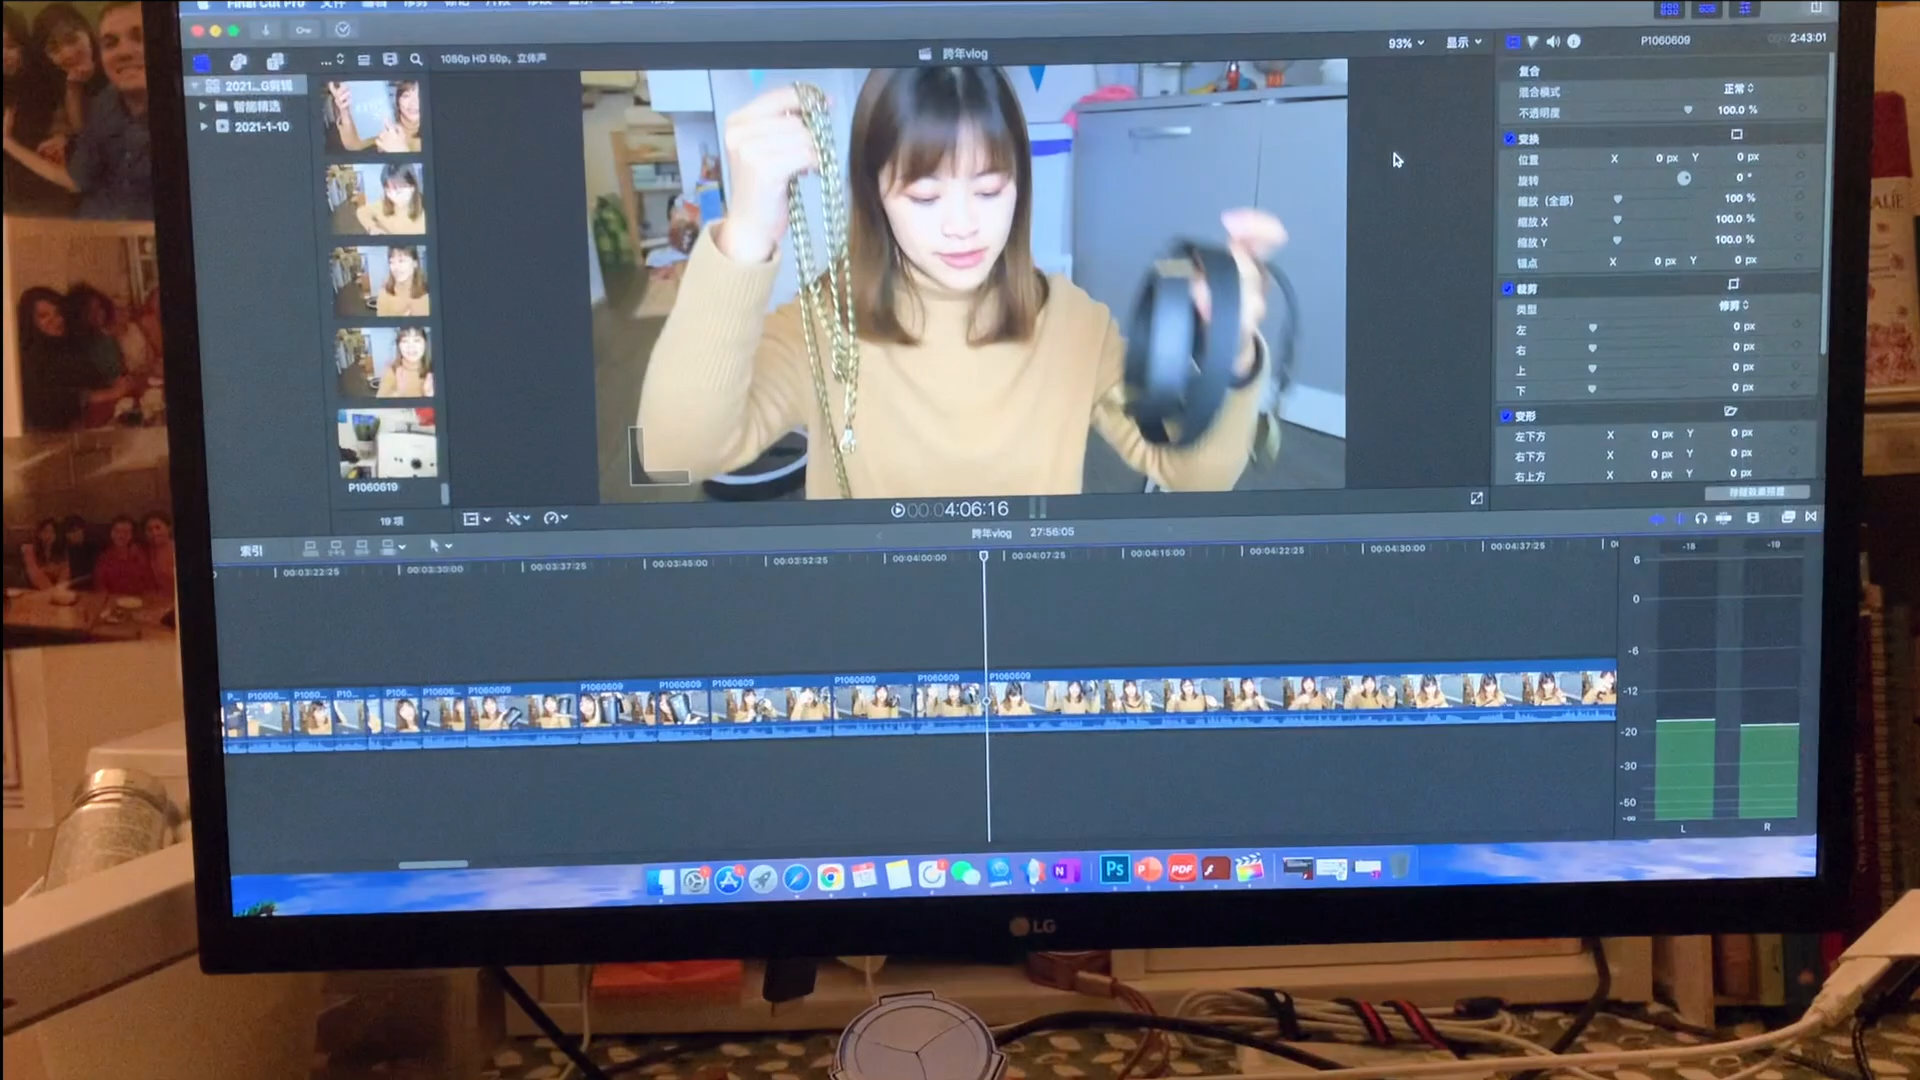 Final Cut Pro 文件
1080p HD 50p, 立体声
跨年vlog
93%
显示
P1060609
2:43:01
2021...G剪辑
智能精选
2021-1-10
P1060619
19 项
复合
混合模式 正常
不透明度 100.0 %
变换
位置 X 0 px Y 0 px
旋转 0 °
缩放 (全部) 100 %
缩放 X 100.0 %
缩放 Y 100.0 %
锚点 X 0 px Y 0 px
裁剪
类型 修剪
左 0 px
右 0 px
上 0 px
下 0 px
变形
左下方 X 0 px Y 0 px
右下方 X 0 px Y 0 px
右上方 X 0 px Y 0 px
4:06:16
索引
跨年vlog 27:56:05
00:03:22:25 00:03:30:00 00:03:37:25 00:03:45:00 00:03:52:25 00:04:00:00 00:04:07:25 00:04:15:00 00:04:22:25 00:04:30:00 00:04:37:25
P... P10606... P1060... P10... P106... P10606... P1060609 P1060609 P1060609 P1060609 P1060609 P1060609 P1060609
-18 -19
6
0
-6
-12
-20
-30
-50
-∞
L R
N Ps P PDF
LG